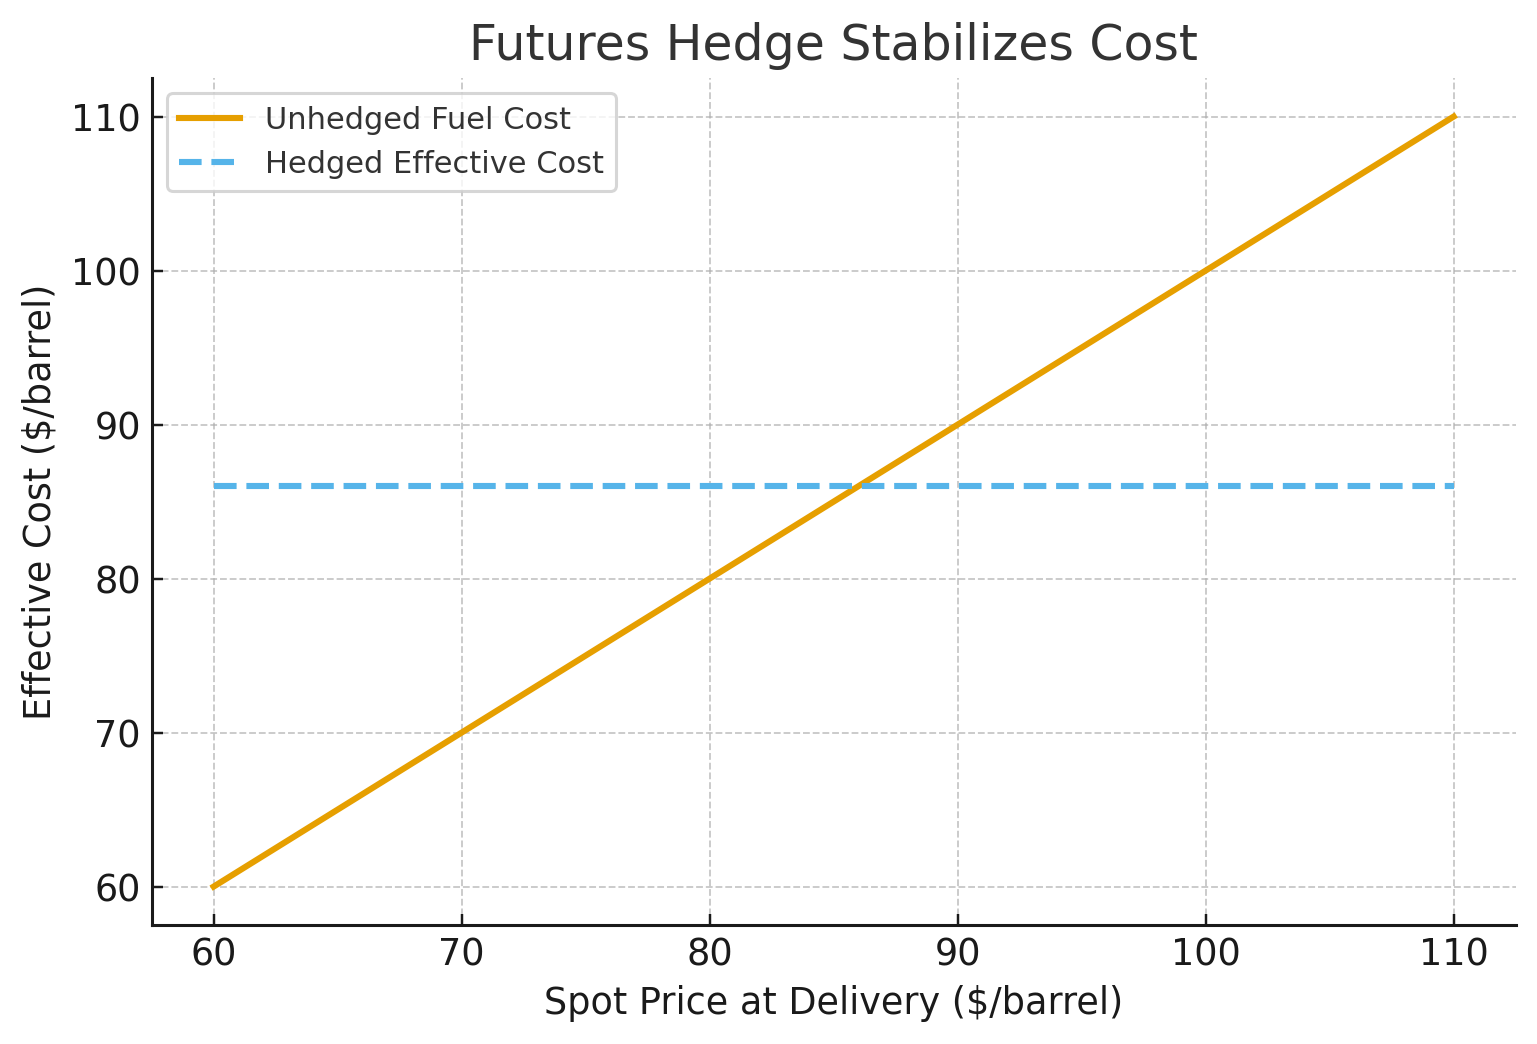 Futures Hedge Stabilizes Cost
Unhedged Fuel Cost
Hedged Effective Cost
Effective Cost ($/barrel)
110
100
90
80
70
60
60 70 80 90 100 110
Spot Price at Delivery ($/barrel)